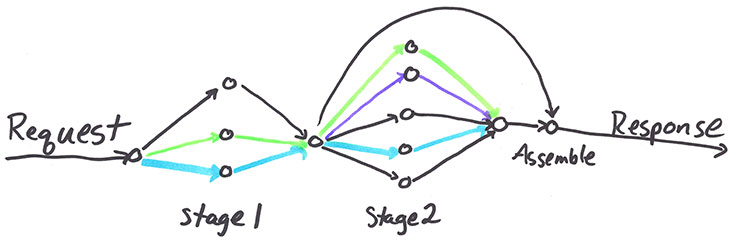 Request
Response
Assemble
stage 1
Stage 2